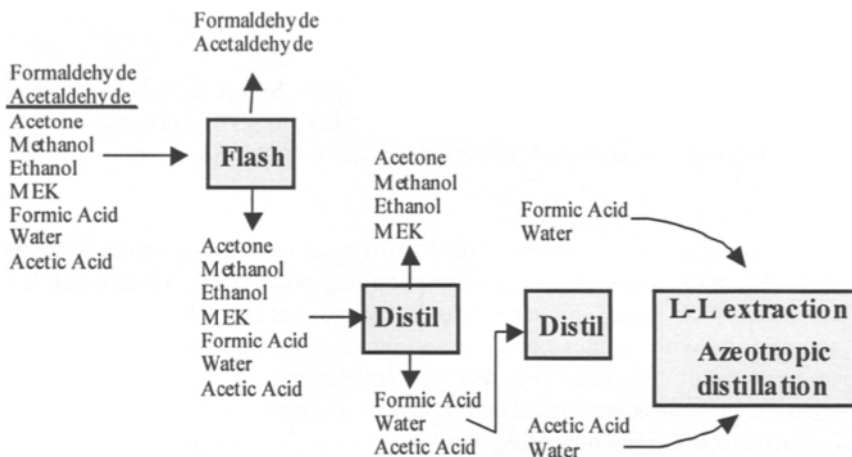 Formaldehyde
Acetaldehyde
Formaldehyde
Acetaldehyde
Acetone
Methanol
Ethanol
MEK
Formic Acid
Water
Acetic Acid
Flash
Acetone
Methanol
Ethanol
MEK
Formic Acid
Water
Acetic Acid
Acetone
Methanol
Ethanol
MEK
Distil
Formic Acid
Water
Acetic Acid
Distil
Formic Acid
Water
Acetic Acid
Water
L-L extraction
Azeotropic
distillation